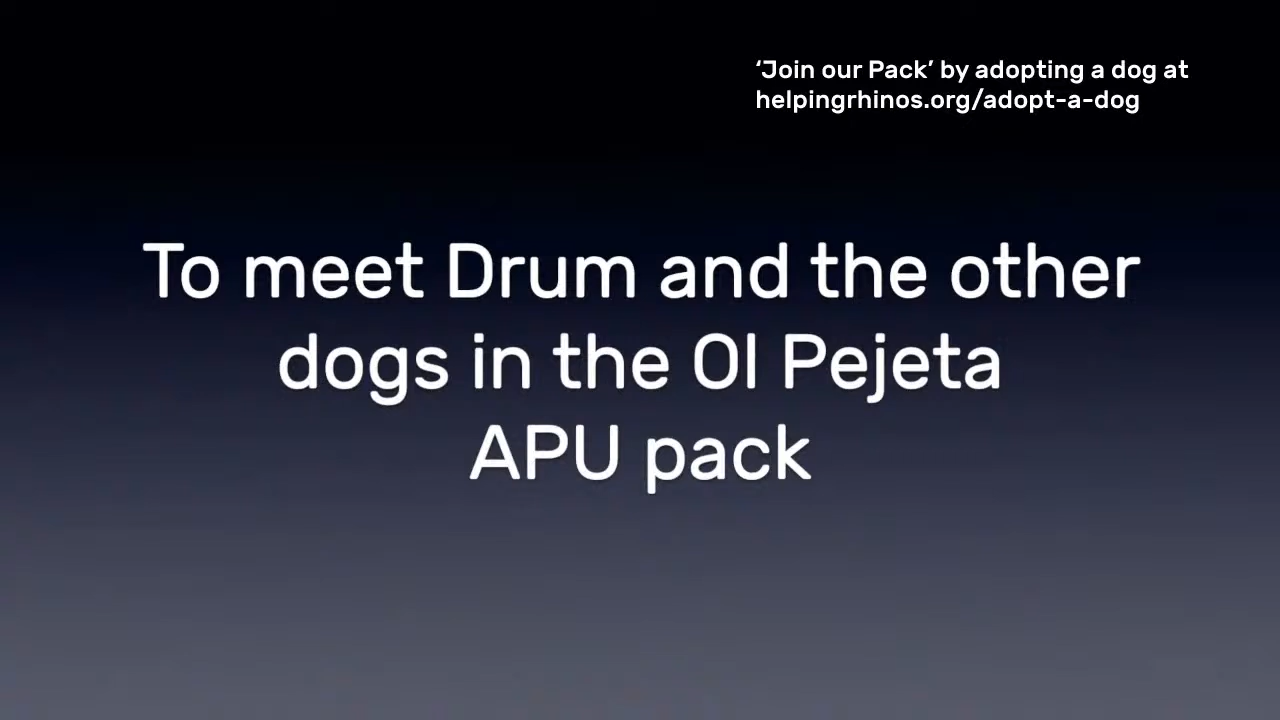 ‘Join our Pack’ by adopting a dog at
helpingrhinos.org/adopt-a-dog
To meet Drum and the other
dogs in the Ol Pejeta
APU pack